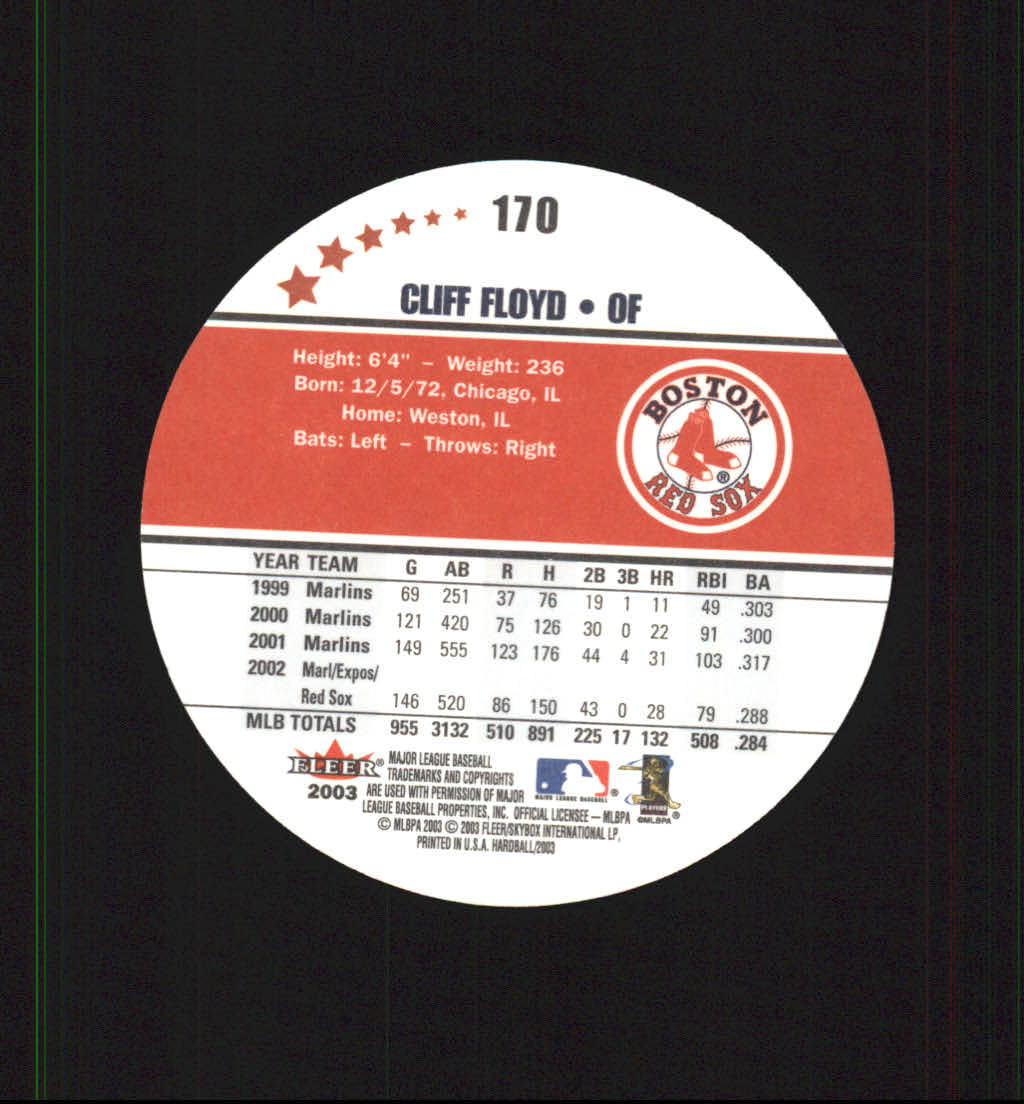 170
CLIFF FLOYD • OF
Height: 6'4" – Weight: 236
Born: 12/5/72, Chicago, IL
Home: Weston, IL
Bats: Left – Throws: Right
BOSTON
RED SOX
®
YEAR TEAM G AB R H 2B 3B HR RBI BA
1999 Marlins 69 251 37 76 19 1 11 49 .303
2000 Marlins 121 420 75 126 30 0 22 91 .300
2001 Marlins 149 555 123 176 44 4 31 103 .317
2002 Marl/Expos/
Red Sox 146 520 86 150 43 0 28 79 .288
MLB TOTALS 955 3132 510 891 225 17 132 508 .284
FLEER®
2003
MAJOR LEAGUE BASEBALL
TRADEMARKS AND COPYRIGHTS
ARE USED WITH PERMISSION OF MAJOR
LEAGUE BASEBALL PROPERTIES, INC. OFFICIAL LICENSEE – MLBPA
© MLBPA 2003 © 2003 FLEER/SKYBOX INTERNATIONAL LP,
PRINTED IN U.S.A. HARDBALL/2003
MAJOR LEAGUE BASEBALL ®
PLAYERS
©MLBPA ®